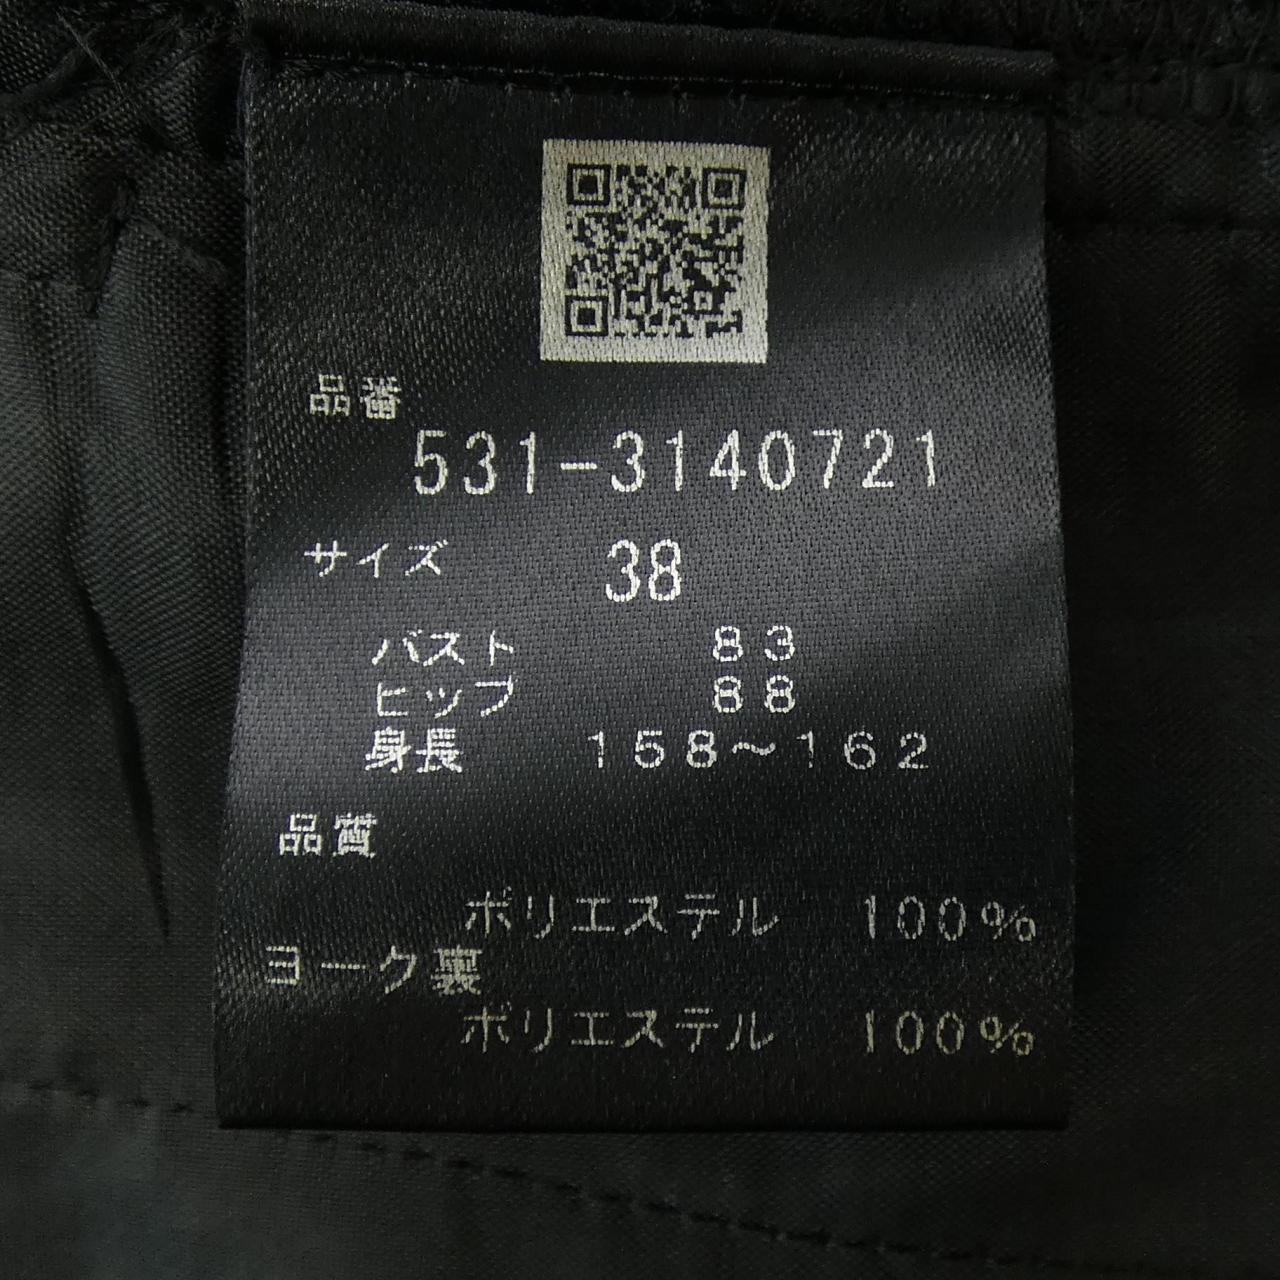 品番
531-3140721
サイズ 38
バスト 83
ヒップ 88
身長 158～162
品質
ポリエステル 100%
ヨーク裏
ポリエステル 100%